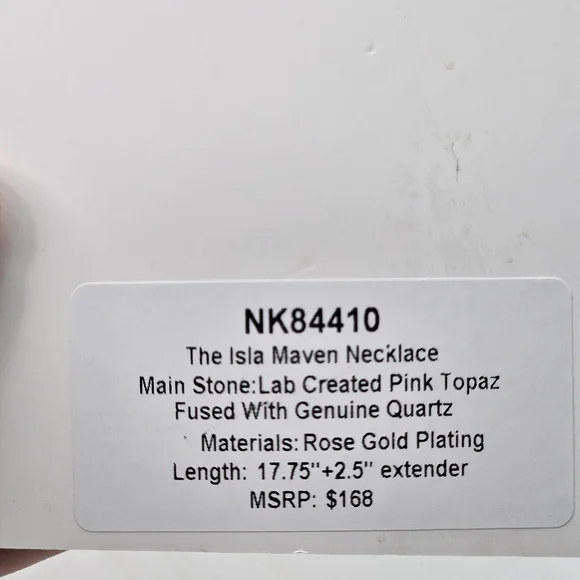 NK84410
The Isla Maven Necklace
Main Stone:Lab Created Pink Topaz
Fused With Genuine Quartz
Materials: Rose Gold Plating
Length: 17.75"+2.5" extender
MSRP: $168